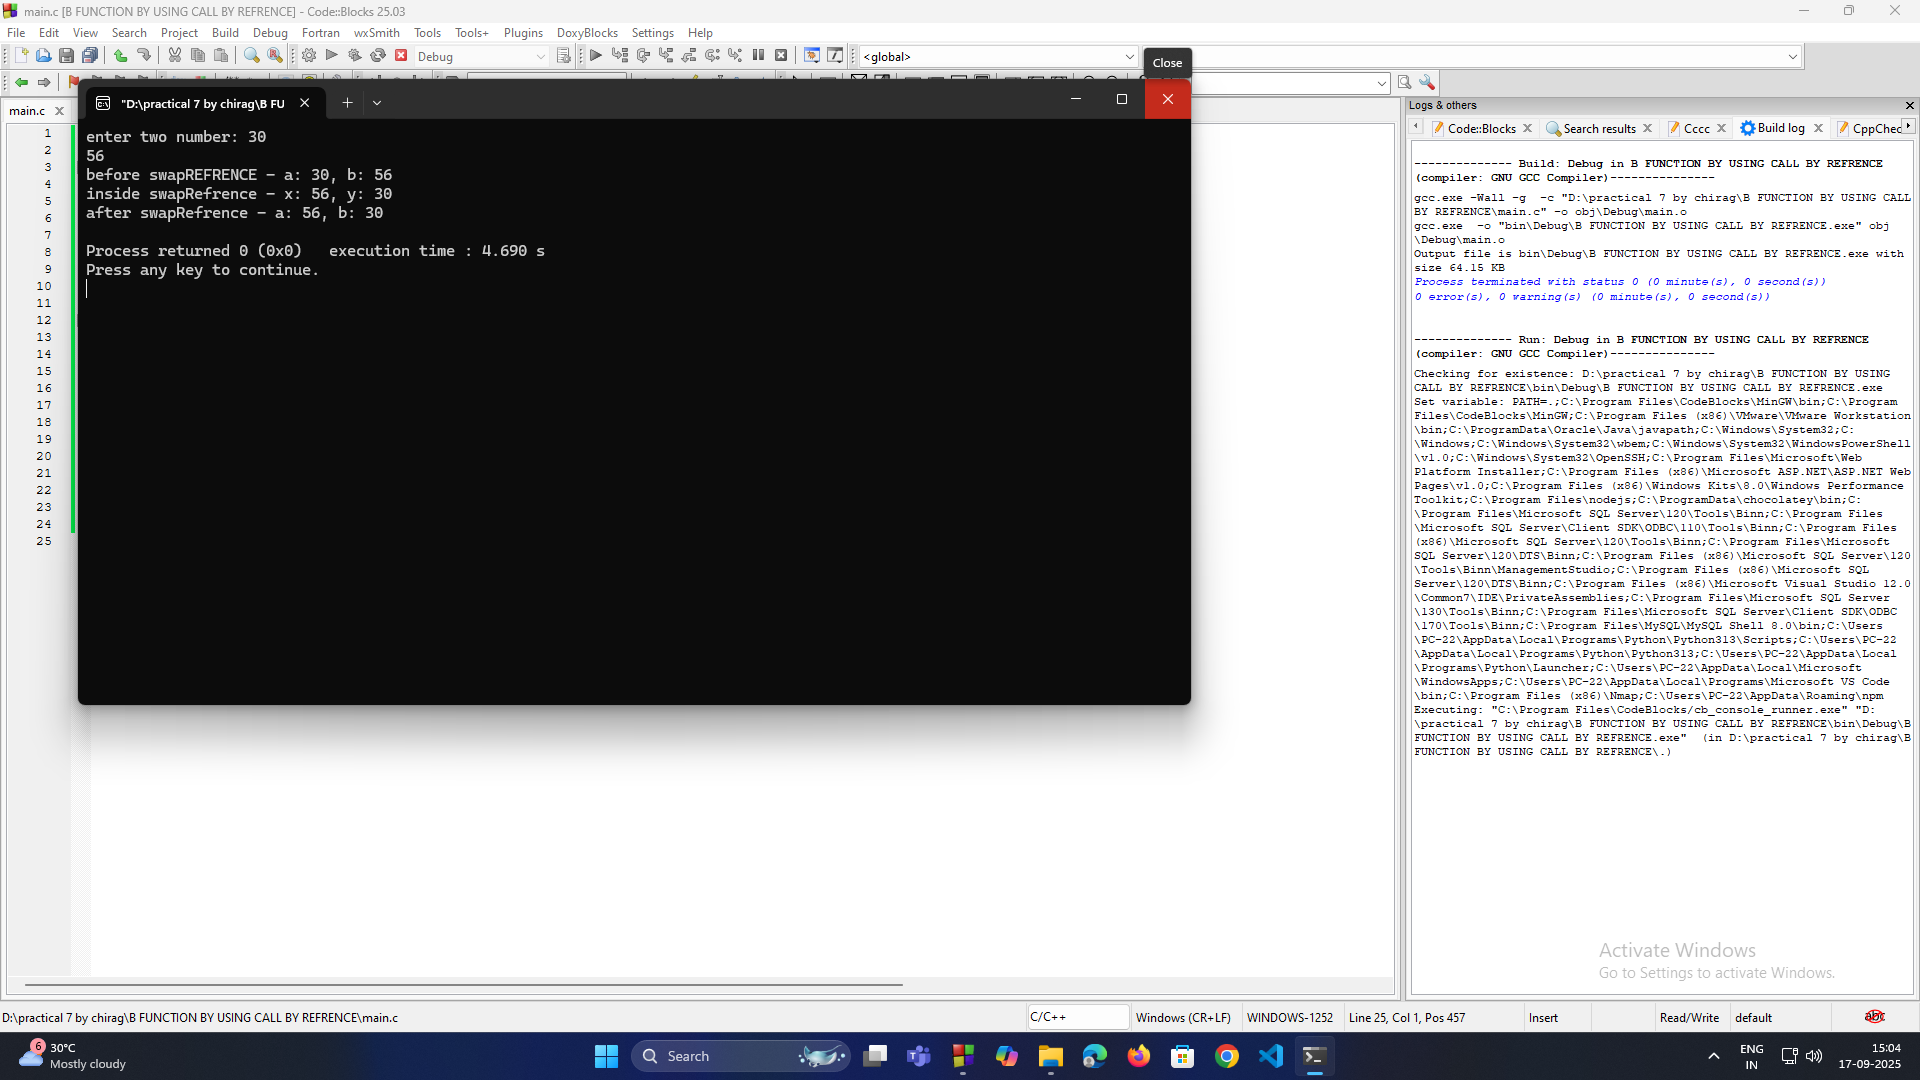 main.c [B FUNCTION BY USING CALL BY REFRENCE] - Code::Blocks 25.03
File Edit View Search Project Build Debug Fortran wxSmith Tools Tools+ Plugins DoxyBlocks Settings Help
Debug
<global>
Close
main.c
"D:\practical 7 by chirag\B FU
Logs & others
Code::Blocks
Search results
Cccc
Build log
CppChec
1
2
3
4
5
6
7
8
9
10
11
12
13
14
15
16
17
18
19
20
21
22
23
24
25
enter two number: 30
56
before swapREFRENCE - a: 30, b: 56
inside swapRefrence - x: 56, y: 30
after swapRefrence - a: 56, b: 30
Process returned 0 (0x0)   execution time : 4.690 s
Press any key to continue.
-------------- Build: Debug in B FUNCTION BY USING CALL BY REFRENCE
(compiler: GNU GCC Compiler)---------------
gcc.exe -Wall -g  -c "D:\practical 7 by chirag\B FUNCTION BY USING CALL
BY REFRENCE\main.c" -o obj\Debug\main.o
gcc.exe  -o "bin\Debug\B FUNCTION BY USING CALL BY REFRENCE.exe" obj
\Debug\main.o
Output file is bin\Debug\B FUNCTION BY USING CALL BY REFRENCE.exe with
size 64.15 KB
Process terminated with status 0 (0 minute(s), 0 second(s))
0 error(s), 0 warning(s) (0 minute(s), 0 second(s))
-------------- Run: Debug in B FUNCTION BY USING CALL BY REFRENCE
(compiler: GNU GCC Compiler)---------------
Checking for existence: D:\practical 7 by chirag\B FUNCTION BY USING
CALL BY REFRENCE\bin\Debug\B FUNCTION BY USING CALL BY REFRENCE.exe
Set variable: PATH=.;C:\Program Files\CodeBlocks\MinGW\bin;C:\Program
Files\CodeBlocks\MinGW;C:\Program Files (x86)\VMware\VMware Workstation
\bin;C:\ProgramData\Oracle\Java\javapath;C:\Windows\System32;C:
\Windows;C:\Windows\System32\wbem;C:\Windows\System32\WindowsPowerShell
\v1.0;C:\Windows\System32\OpenSSH;C:\Program Files\Microsoft\Web
Platform Installer;C:\Program Files (x86)\Microsoft ASP.NET\ASP.NET Web
Pages\v1.0;C:\Program Files (x86)\Windows Kits\8.0\Windows Performance
Toolkit;C:\Program Files\nodejs;C:\ProgramData\chocolatey\bin;C:
\Program Files\Microsoft SQL Server\120\Tools\Binn;C:\Program Files
\Microsoft SQL Server\Client SDK\ODBC\110\Tools\Binn;C:\Program Files
(x86)\Microsoft SQL Server\120\Tools\Binn;C:\Program Files\Microsoft
SQL Server\120\DTS\Binn;C:\Program Files (x86)\Microsoft SQL Server\120
\Tools\Binn\ManagementStudio;C:\Program Files (x86)\Microsoft SQL
Server\120\DTS\Binn;C:\Program Files (x86)\Microsoft Visual Studio 12.0
\Common7\IDE\PrivateAssemblies;C:\Program Files\Microsoft SQL Server
\130\Tools\Binn;C:\Program Files\Microsoft SQL Server\Client SDK\ODBC
\170\Tools\Binn;C:\Program Files\MySQL\MySQL Shell 8.0\bin;C:\Users
\PC-22\AppData\Local\Programs\Python\Python313\Scripts;C:\Users\PC-22
\AppData\Local\Programs\Python\Python313;C:\Users\PC-22\AppData\Local
\Programs\Python\Launcher;C:\Users\PC-22\AppData\Local\Microsoft
\WindowsApps;C:\Users\PC-22\AppData\Local\Programs\Microsoft VS Code
\bin;C:\Program Files (x86)\Nmap;C:\Users\PC-22\AppData\Roaming\npm
Executing: "C:\Program Files\CodeBlocks/cb_console_runner.exe" "D:
\practical 7 by chirag\B FUNCTION BY USING CALL BY REFRENCE\bin\Debug\B
FUNCTION BY USING CALL BY REFRENCE.exe"  (in D:\practical 7 by chirag\B
FUNCTION BY USING CALL BY REFRENCE\.)
Activate Windows
Go to Settings to activate Windows.
D:\practical 7 by chirag\B FUNCTION BY USING CALL BY REFRENCE\main.c
C/C++
Windows (CR+LF)
WINDOWS-1252
Line 25, Col 1, Pos 457
Insert
Read/Write
default
abc
6
30°C
Mostly cloudy
Search
ENG
IN
15:04
17-09-2025